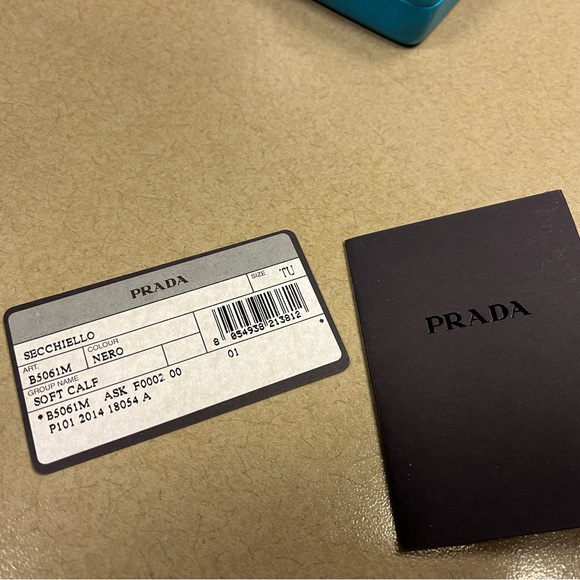 PRADA
SIZE TU
SECCHIELLO
ART. B5061M COLOUR NERO
8 054938 213812
GROUP NAME SOFT CALF
01 *
* B5061M ASK F0002 00
P101 2014 18054 A
PRADA